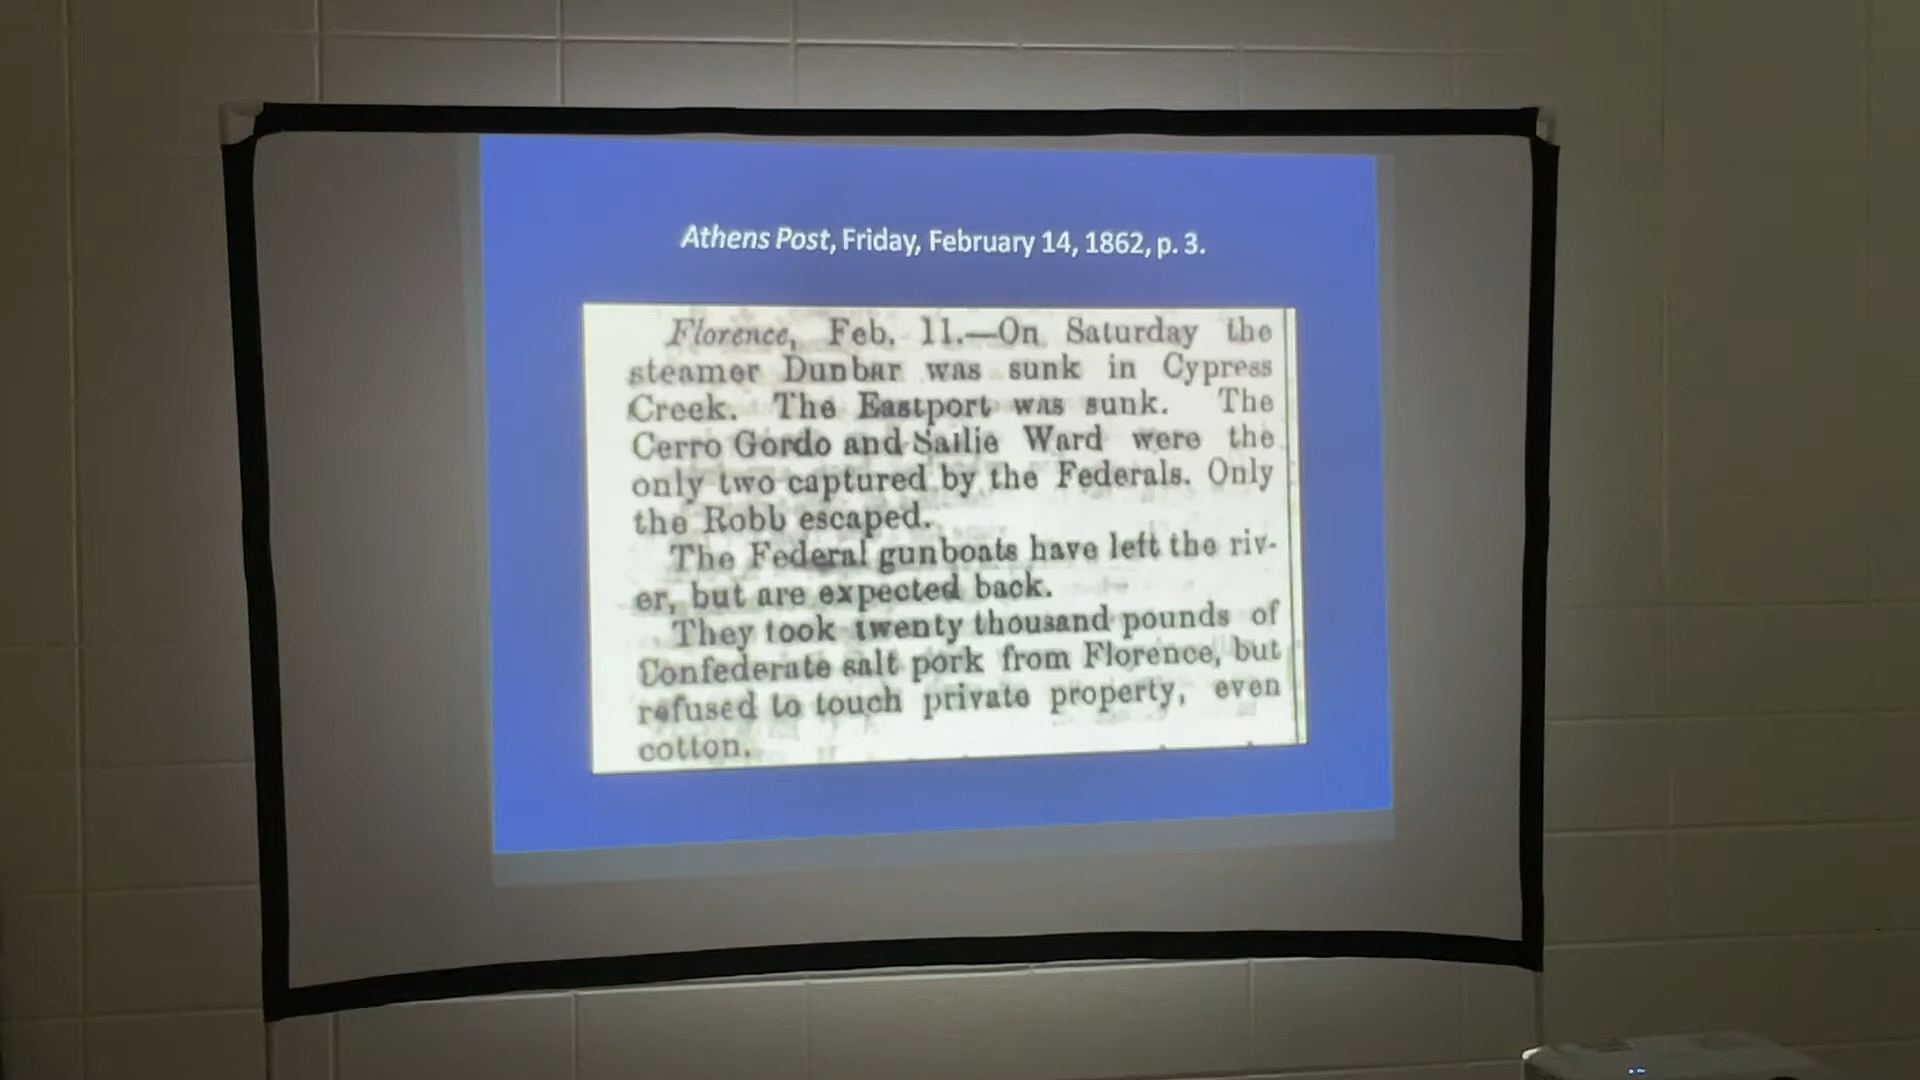 Athens Post, Friday, February 14, 1862, p. 3.
Florence, Feb. 11.—On Saturday the
steamer Dunbar was sunk in Cypress
Creek. The Eastport was sunk. The
Cerro Gordo and Sallie Ward were the
only two captured by the Federals. Only
the Robb escaped.
The Federal gunboats have left the riv-
er, but are expected back.
They took twenty thousand pounds of
Confederate salt pork from Florence, but
refused to touch private property, even
cotton.